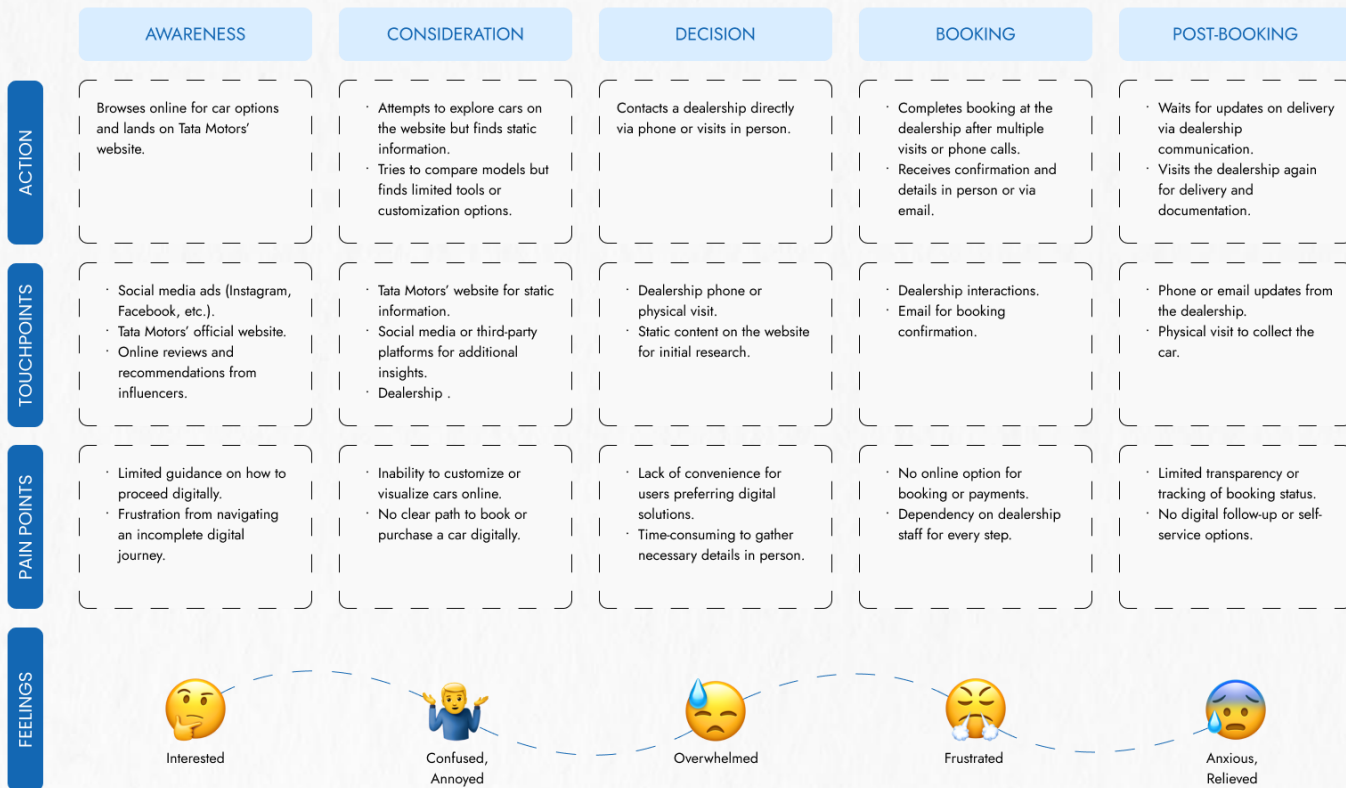 AWARENESS
CONSIDERATION
DECISION
BOOKING
POST-BOOKING
ACTION
Browses online for car options
and lands on Tata Motors’
website.
· Attempts to explore cars on
the website but finds static
information.
· Tries to compare models but
finds limited tools or
customization options.
Contacts a dealership directly
via phone or visits in person.
· Completes booking at the
dealership after multiple
visits or phone calls.
· Receives confirmation and
details in person or via
email.
· Waits for updates on delivery
via dealership
communication.
· Visits the dealership again
for delivery and
documentation.
TOUCHPOINTS
· Social media ads (Instagram,
Facebook, etc.).
· Tata Motors’ official website.
· Online reviews and
recommendations from
influencers.
· Tata Motors’ website for static
information.
· Social media or third-party
platforms for additional
insights.
· Dealership .
· Dealership phone or
physical visit.
· Static content on the website
for initial research.
· Dealership interactions.
· Email for booking
confirmation.
· Phone or email updates from
the dealership.
· Physical visit to collect the
car.
PAIN POINTS
· Limited guidance on how to
proceed digitally.
· Frustration from navigating
an incomplete digital
journey.
· Inability to customize or
visualize cars online.
· No clear path to book or
purchase a car digitally.
· Lack of convenience for
users preferring digital
solutions.
· Time-consuming to gather
necessary details in person.
· No online option for
booking or payments.
· Dependency on dealership
staff for every step.
· Limited transparency or
tracking of booking status.
· No digital follow-up or self-
service options.
FEELINGS
Interested
Confused,
Annoyed
Overwhelmed
Frustrated
Anxious,
Relieved